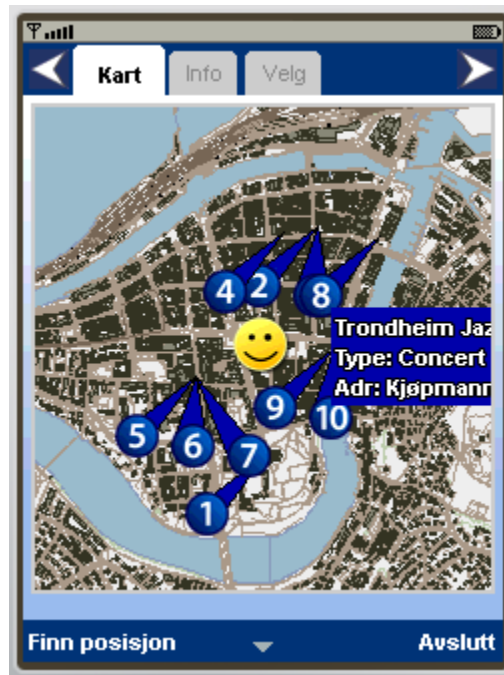 Kart Info Velg
4 2 8
Trondheim Jaz
Type: Concert
Adr: Kjøpmann
9 10
5 6 7
1
Finn posisjon Avslutt